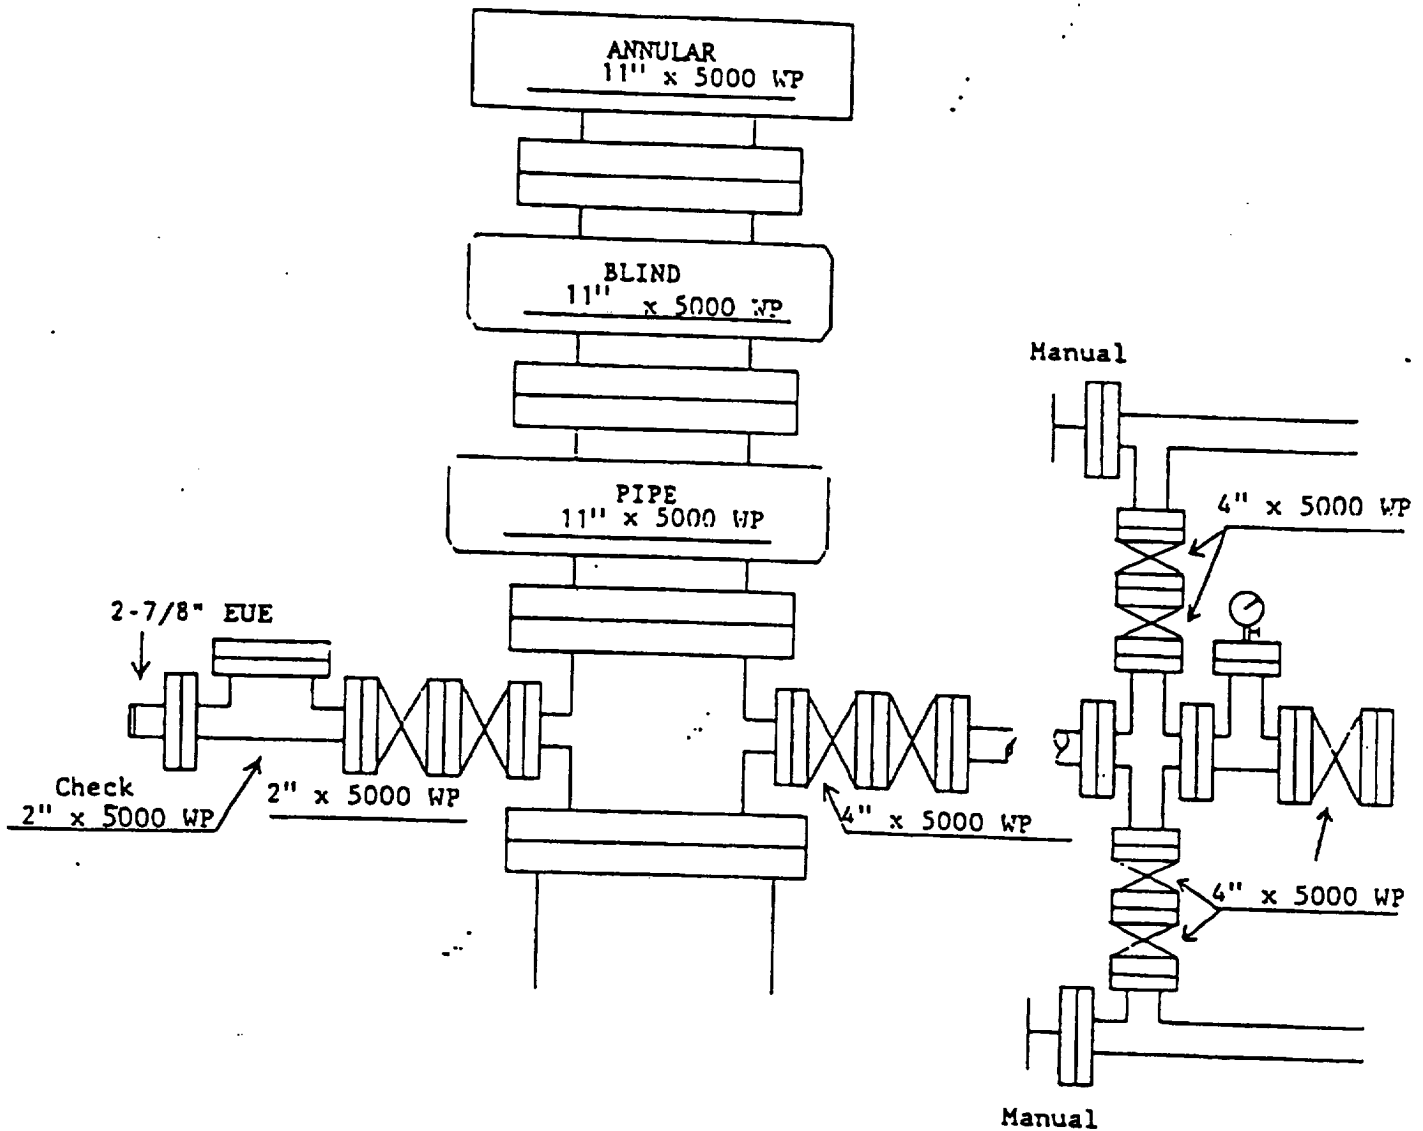 ANNULAR
11" x 5000 WP
BLIND
11" x 5000 WP
PIPE
11" x 5000 WP
Manual
4" x 5000 WP
2-7/8" EUE
Check
2" x 5000 WP
2" x 5000 WP
4" x 5000 WP
4" x 5000 WP
Manual